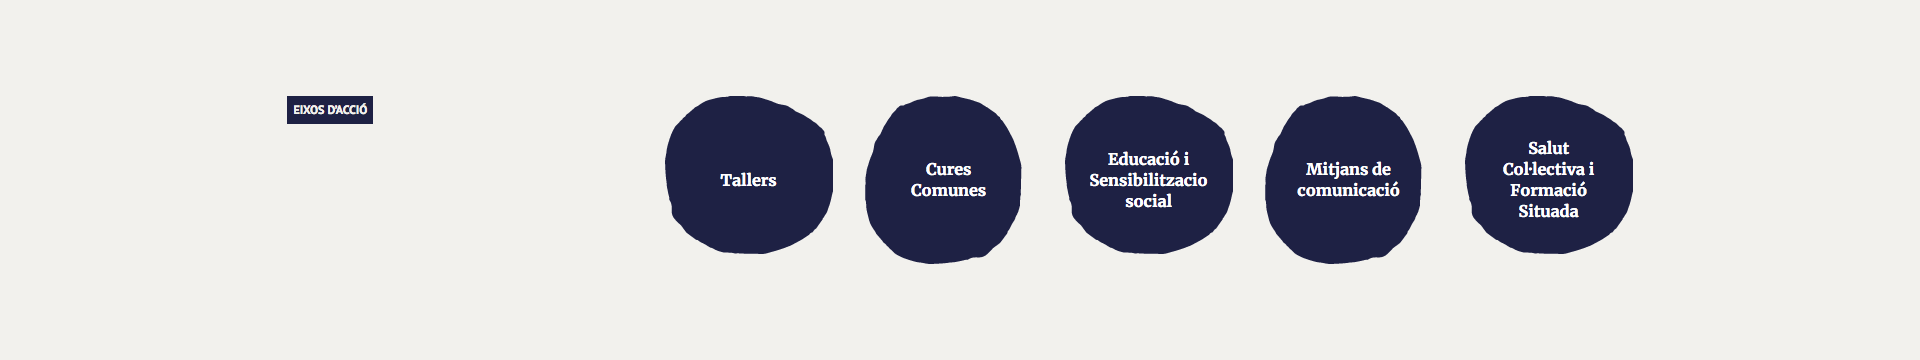 EIXOS D'ACCIÓ
Tallers
Cures
Comunes
Educació i
Sensibilitzacio
social
Mitjans de
comunicació
Salut
Col·lectiva i
Formació
Situada